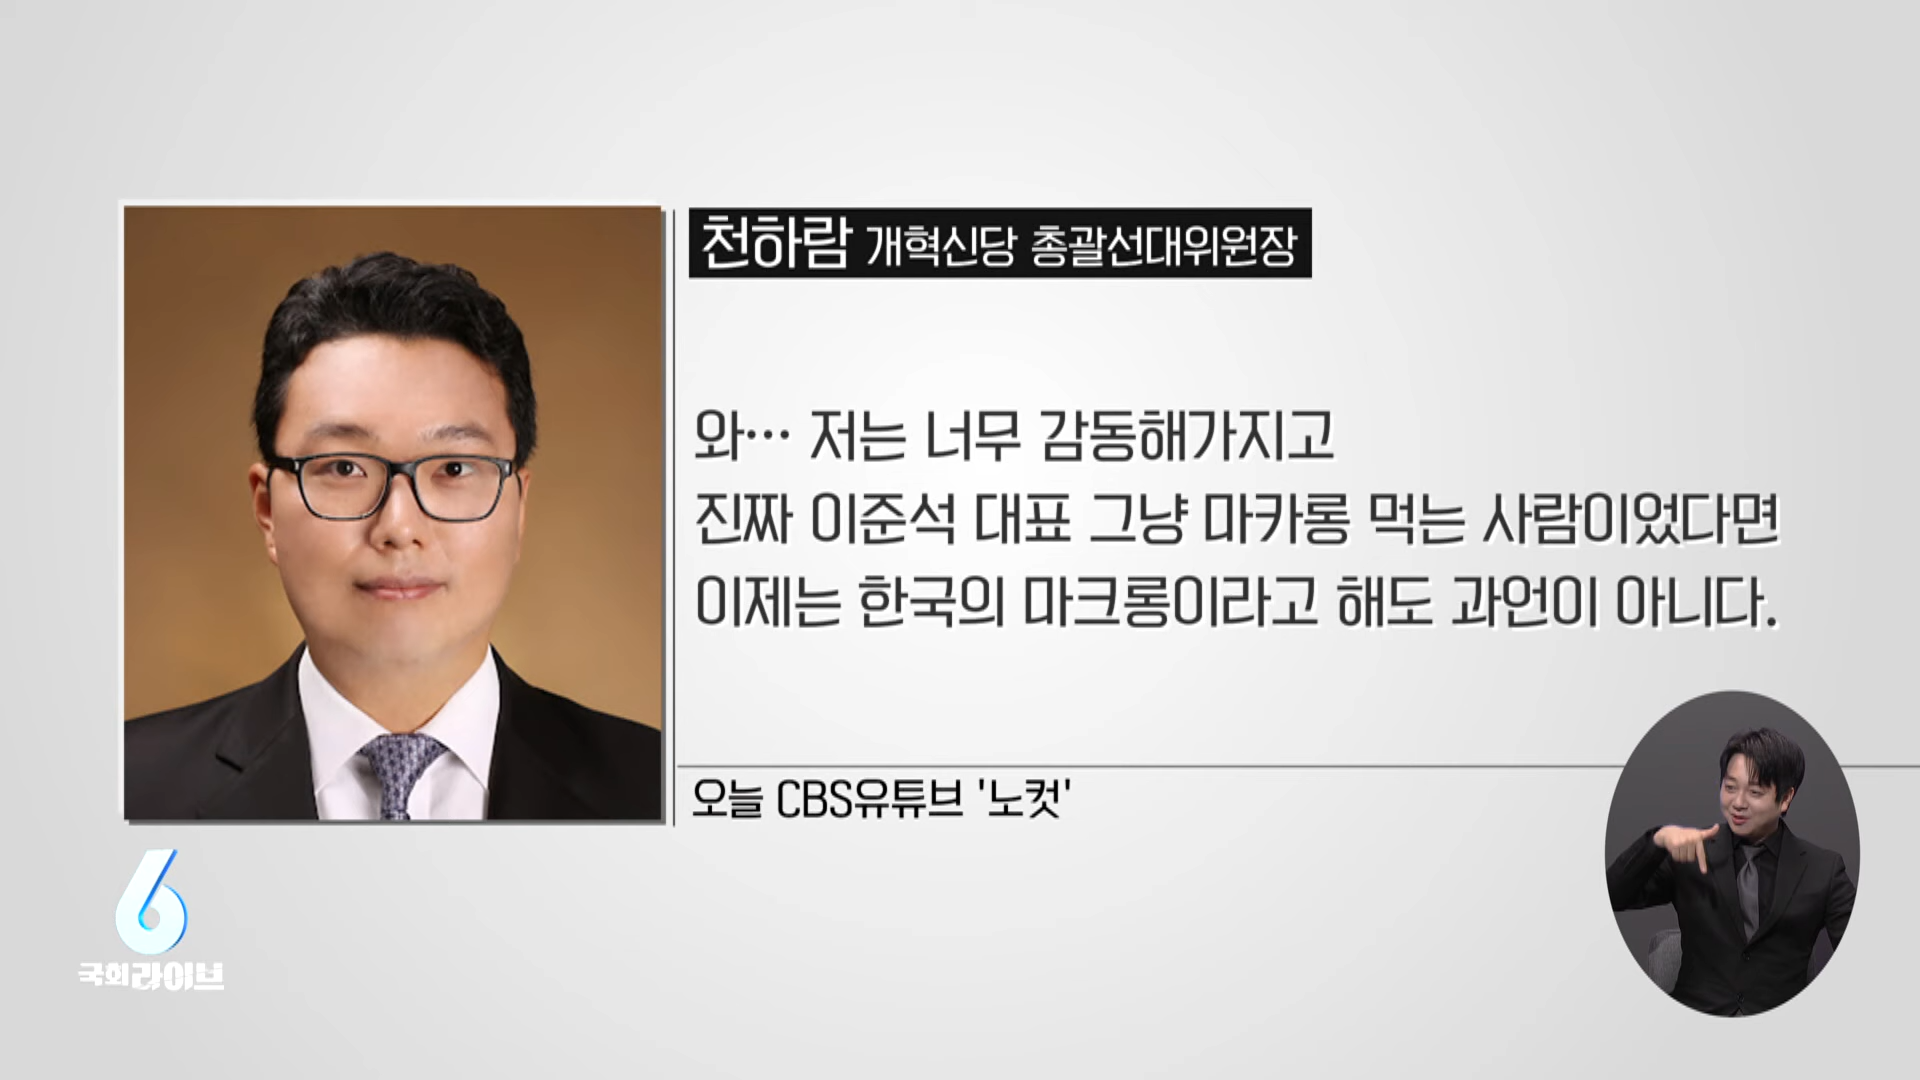 천하람 개혁신당 총괄선대위원장
와… 저는 너무 감동해가지고
진짜 이준석 대표 그냥 마카롱 먹는 사람이었다면
이제는 한국의 마크롱이라고 해도 과언이 아니다.
오늘 CBS유튜브 '노컷'
6
국회라이브